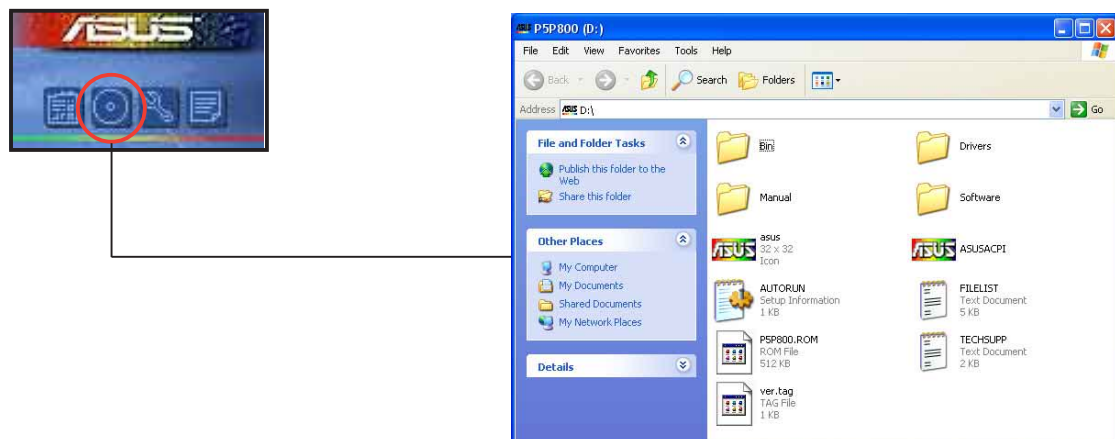 ASUS
P5P800 (D:)
File Edit View Favorites Tools Help
Back Search Folders
Address D:\ Go
File and Folder Tasks
Publish this folder to the
Web
Share this folder
Other Places
My Computer
My Documents
Shared Documents
My Network Places
Details
Bin
Drivers
Manual
Software
asus
32 x 32
Icon
ASUS ASUSACPI
AUTORUN
Setup Information
1 KB
FILELIST
Text Document
5 KB
P5P800.ROM
ROM File
512 KB
TECHSUPP
Text Document
2 KB
ver.tag
TAG File
1 KB